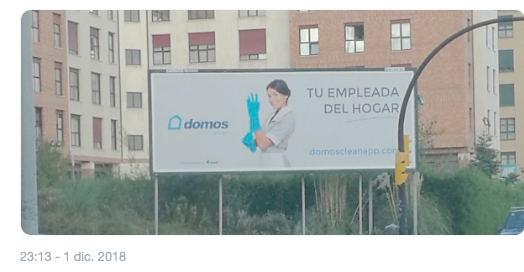 domos
TU EMPLEADA
DEL HOGAR
domoscleanapp.com
23:13 - 1 dic. 2018